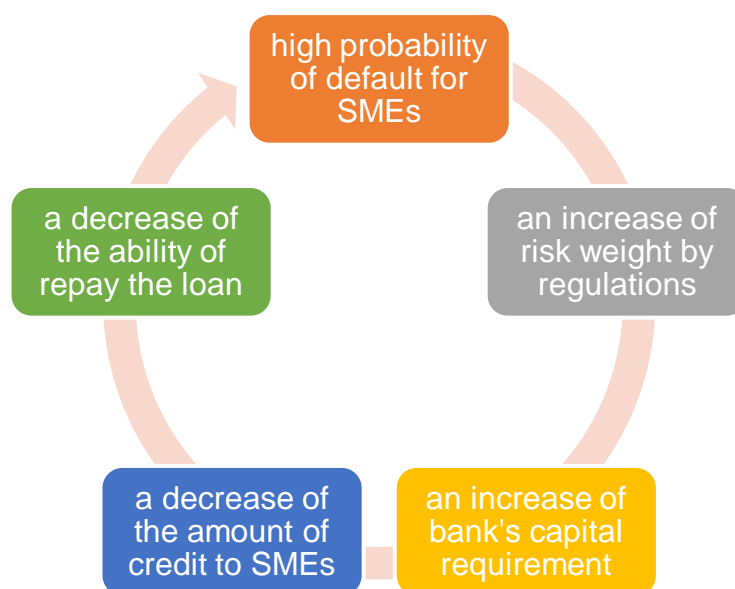 high probability
of default for
SMEs
an increase of
risk weight by
regulations
an increase of
bank's capital
requirement
a decrease of
the amount of
credit to SMEs
a decrease of
the ability of
repay the loan